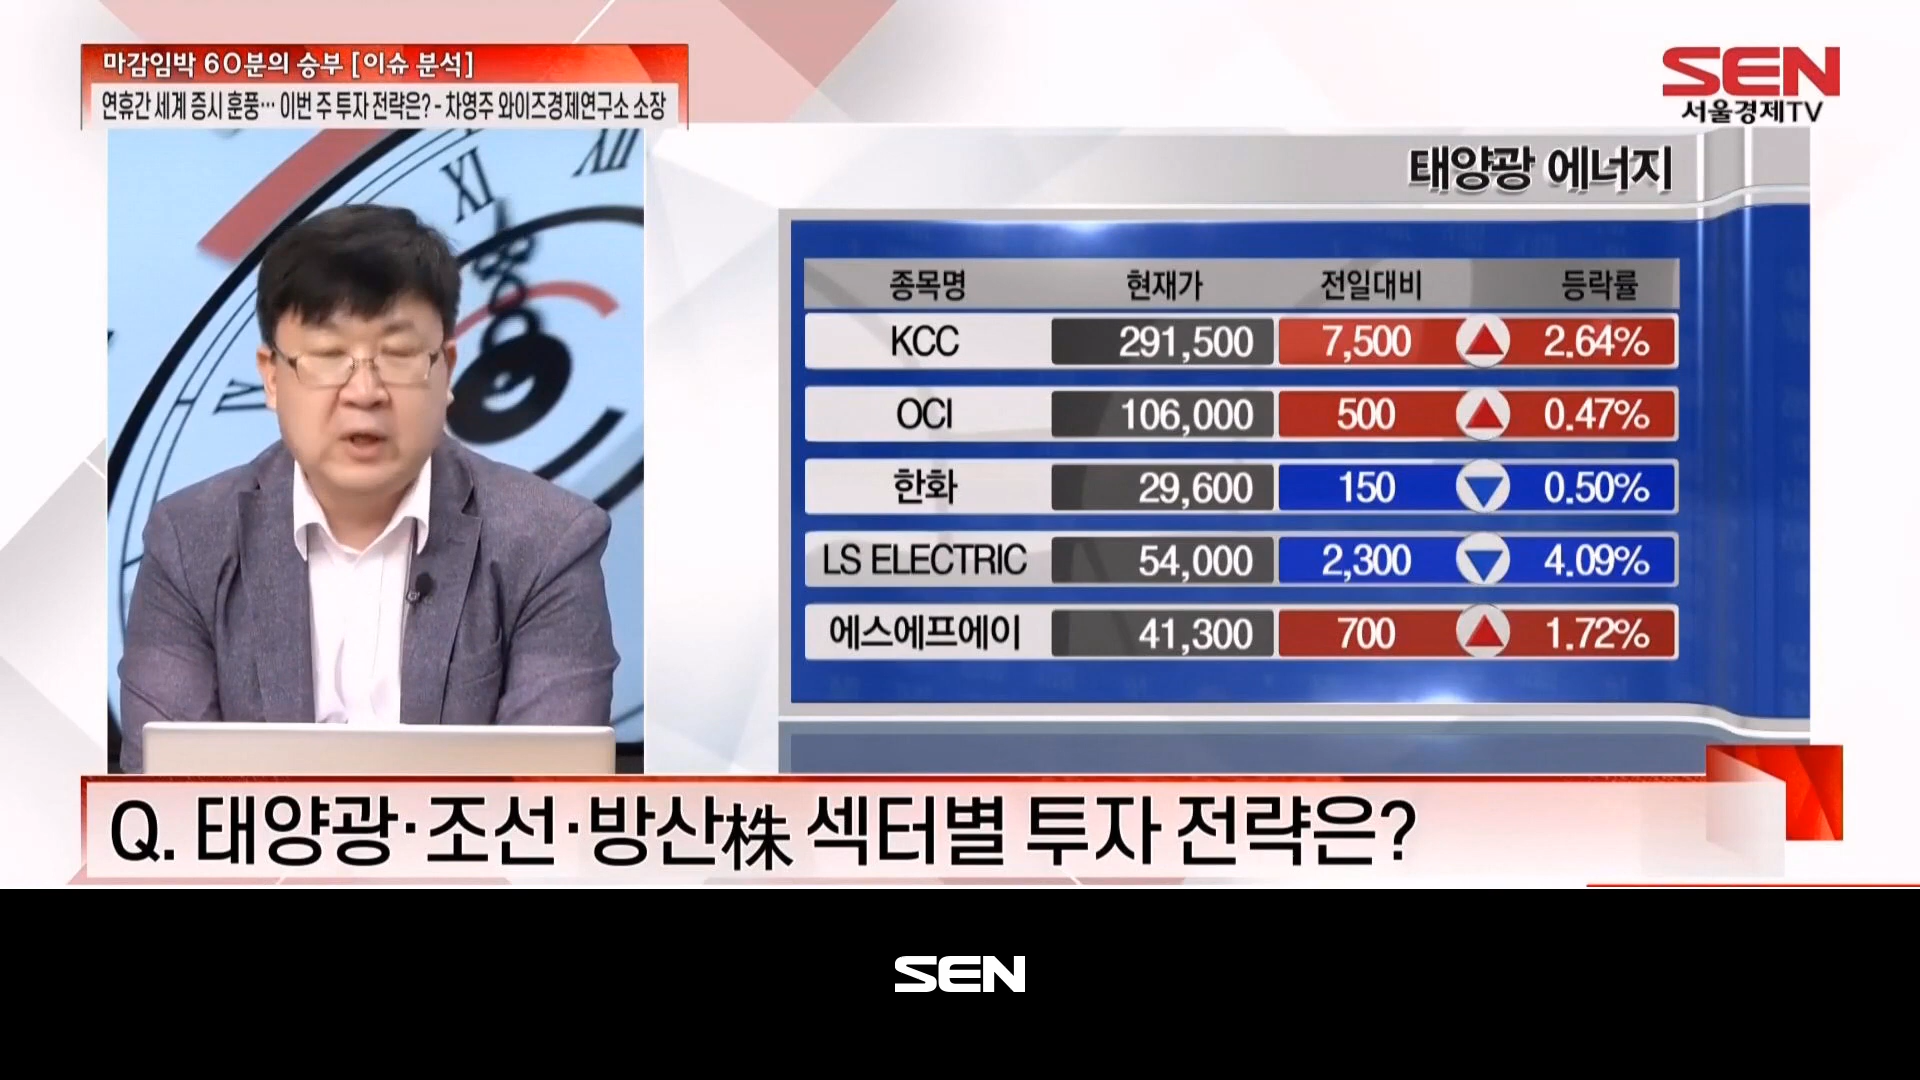 마감임박 60분의 승부 [이슈 분석]
연휴간 세계 증시 훈풍… 이번 주 투자 전략은? - 차영주 와이즈경제연구소 소장
SEN
서울경제TV
태양광 에너지
종목명 현재가 전일대비 등락률
KCC 291,500 7,500 ▲ 2.64%
OCI 106,000 500 ▲ 0.47%
한화 29,600 150 ▼ 0.50%
LS ELECTRIC 54,000 2,300 ▼ 4.09%
에스에프에이 41,300 700 ▲ 1.72%
XI
XII
Q. 태양광·조선·방산株 섹터별 투자 전략은?
SEN